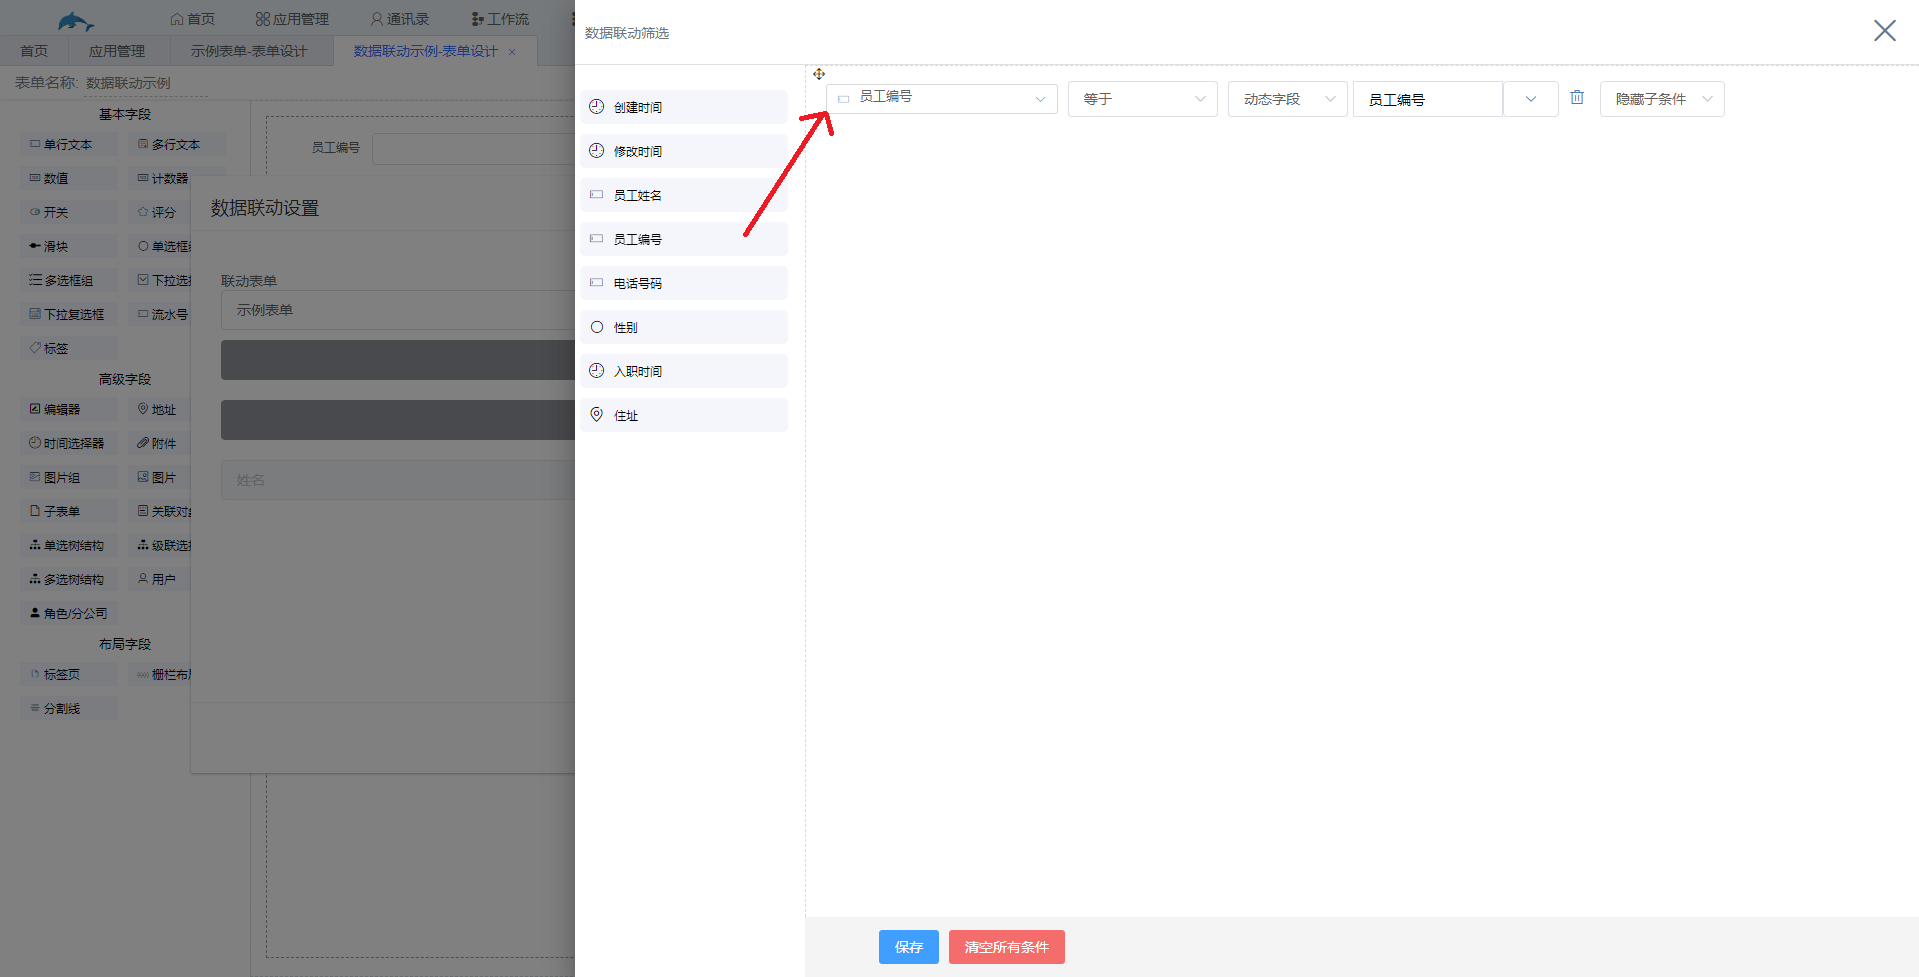 首页 应用管理 通讯录 工作流
首页 应用管理 示例表单-表单设计 数据联动示例-表单设计
表单名称: 数据联动示例
基本字段
单行文本 多行文本
数值 计数器
开关 评分
滑块 单选框
多选框组 下拉选
下拉复选框 流水号
标签
高级字段
编辑器 地址
时间选择器 附件
图片组 图片
子表单 关联对
单选树结构 级联选
多选树结构 用户
角色/分公司
布局字段
标签页 栅栏布
分割线
员工编号
数据联动设置
联动表单
示例表单
姓名
数据联动筛选
创建时间
修改时间
员工姓名
员工编号
电话号码
性别
入职时间
住址
员工编号 等于 动态字段 员工编号 隐藏子条件
保存 清空所有条件